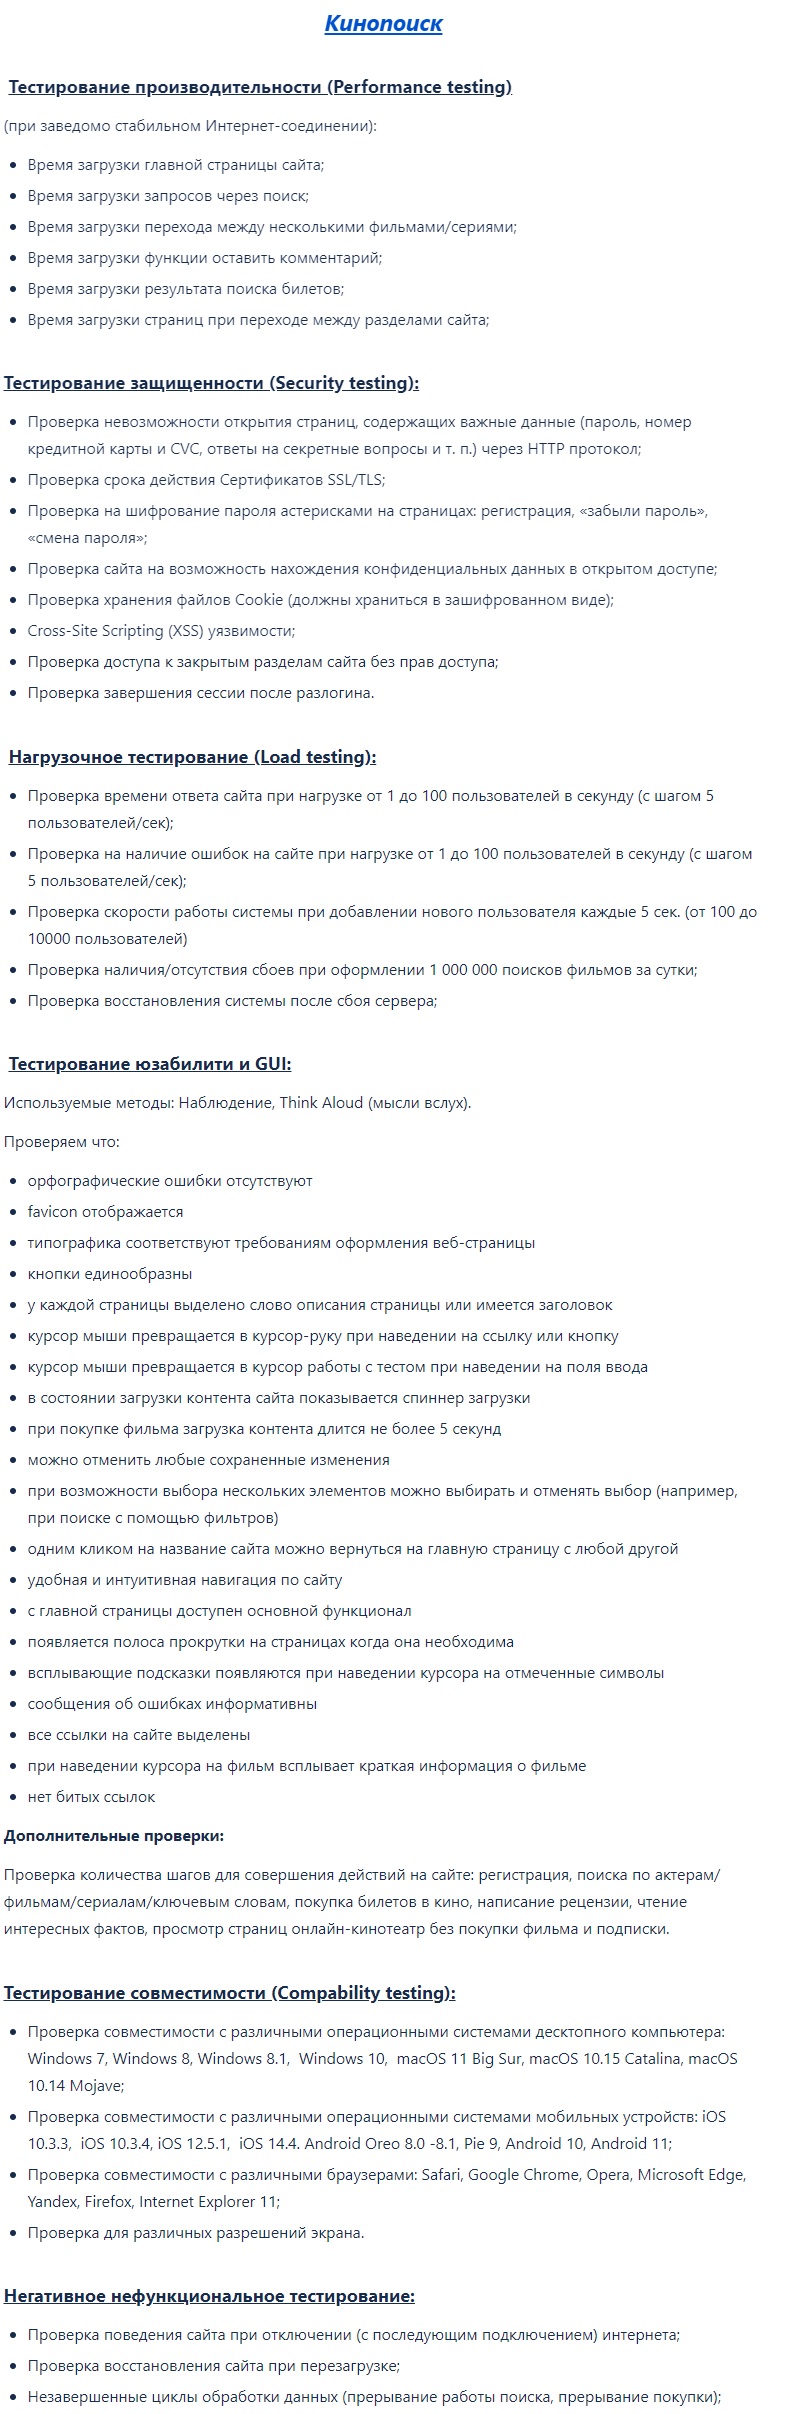 Кинопоиск
Тестирование производительности (Performance testing)
(при заведомо стабильном Интернет-соединении):
• Время загрузки главной страницы сайта;
• Время загрузки запросов через поиск;
• Время загрузки перехода между несколькими фильмами/сериями;
• Время загрузки функции оставить комментарий;
• Время загрузки результата поиска билетов;
• Время загрузки страниц при переходе между разделами сайта;
Тестирование защищенности (Security testing):
• Проверка невозможности открытия страниц, содержащих важные данные (пароль, номер
кредитной карты и CVC, ответы на секретные вопросы и т. п.) через HTTP протокол;
• Проверка срока действия Сертификатов SSL/TLS;
• Проверка на шифрование пароля астерисками на страницах: регистрация, «забыли пароль»,
«смена пароля»;
• Проверка сайта на возможность нахождения конфиденциальных данных в открытом доступе;
• Проверка хранения файлов Cookie (должны храниться в зашифрованном виде);
• Cross-Site Scripting (XSS) уязвимости;
• Проверка доступа к закрытым разделам сайта без прав доступа;
• Проверка завершения сессии после разлогина.
Нагрузочное тестирование (Load testing):
• Проверка времени ответа сайта при нагрузке от 1 до 100 пользователей в секунду (с шагом 5
пользователей/сек);
• Проверка на наличие ошибок на сайте при нагрузке от 1 до 100 пользователей в секунду (с шагом
5 пользователей/сек);
• Проверка скорости работы системы при добавлении нового пользователя каждые 5 сек. (от 100 до
10000 пользователей)
• Проверка наличия/отсутствия сбоев при оформлении 1 000 000 поисков фильмов за сутки;
• Проверка восстановления системы после сбоя сервера;
Тестирование юзабилити и GUI:
Используемые методы: Наблюдение, Think Aloud (мысли вслух).
Проверяем что:
• орфографические ошибки отсутствуют
• favicon отображается
• типографика соответствуют требованиям оформления веб-страницы
• кнопки единообразны
• у каждой страницы выделено слово описания страницы или имеется заголовок
• курсор мыши превращается в курсор-руку при наведении на ссылку или кнопку
• курсор мыши превращается в курсор работы с тестом при наведении на поля ввода
• в состоянии загрузки контента сайта показывается спиннер загрузки
• при покупке фильма загрузка контента длится не более 5 секунд
• можно отменить любые сохраненные изменения
• при возможности выбора нескольких элементов можно выбирать и отменять выбор (например,
при поиске с помощью фильтров)
• одним кликом на название сайта можно вернуться на главную страницу с любой другой
• удобная и интуитивная навигация по сайту
• с главной страницы доступен основной функционал
• появляется полоса прокрутки на страницах когда она необходима
• всплывающие подсказки появляются при наведении курсора на отмеченные символы
• сообщения об ошибках информативны
• все ссылки на сайте выделены
• при наведении курсора на фильм всплывает краткая информация о фильме
• нет битых ссылок
Дополнительные проверки:
Проверка количества шагов для совершения действий на сайте: регистрация, поиска по актерам/
фильмам/сериалам/ключевым словам, покупка билетов в кино, написание рецензии, чтение
интересных фактов, просмотр страниц онлайн-кинотеатр без покупки фильма и подписки.
Тестирование совместимости (Compability testing):
• Проверка совместимости с различными операционными системами десктопного компьютера:
Windows 7, Windows 8, Windows 8.1, Windows 10, macOS 11 Big Sur, macOS 10.15 Catalina, macOS
10.14 Mojave;
• Проверка совместимости с различными операционными системами мобильных устройств: iOS
10.3.3, iOS 10.3.4, iOS 12.5.1, iOS 14.4. Android Oreo 8.0 -8.1, Pie 9, Android 10, Android 11;
• Проверка совместимости с различными браузерами: Safari, Google Chrome, Opera, Microsoft Edge,
Yandex, Firefox, Internet Explorer 11;
• Проверка для различных разрешений экрана.
Негативное нефункциональное тестирование:
• Проверка поведения сайта при отключении (с последующим подключением) интернета;
• Проверка восстановления сайта при перезагрузке;
• Незавершенные циклы обработки данных (прерывание работы поиска, прерывание покупки);